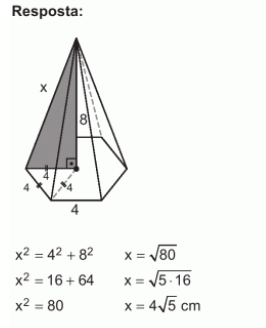 Resposta:
x
8
4
4
4
4
x² = 4² + 8²
x = √80
x² = 16 + 64
x = √5 · 16
x² = 80
x = 4√5 cm